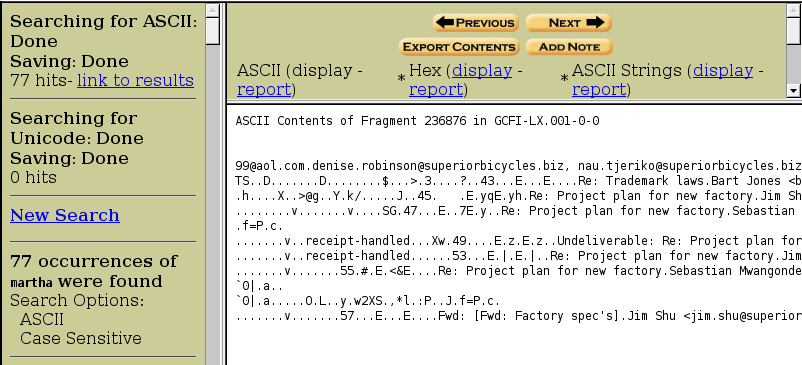 Searching for ASCII:
Done
Saving: Done
77 hits- link to results
Searching for
Unicode: Done
Saving: Done
0 hits
New Search
77 occurrences of
martha were found
Search Options:
ASCII
Case Sensitive
PREVIOUS NEXT
EXPORT CONTENTS ADD NOTE
ASCII (display - report) * Hex (display - report) * ASCII Strings (display - report)
ASCII Contents of Fragment 236876 in GCFI-LX.001-0-0
99@aol.com.denise.robinson@superiorbicycles.biz, nau.tjeriko@superiorbicycles.biz
TS..D.......D........$...>.3....?..43...E...E....Re: Trademark laws.Bart Jones <b
.h....X..>@g..Y.k/.....J..45.   .E.yqE.yh.Re: Project plan for new factory.Jim Sh
........v.......v....SG.47...E..7E.y..Re: Project plan for new factory.Sebastian
.f=P.c.
.......v..receipt-handled...Xw.49....E.z.E.z..Undeliverable: Re: Project plan for
.......v..receipt-handled......53...E.|.E.|..Re: Project plan for new factory.Jim
.......v.......55.#.E.<&E....Re: Project plan for new factory.Sebastian Mwangonde
`0|.a..
`0|.a.....O.L..y.w2XS.,*l.:P..J.f=P.c.
.......v.......57...E...E....Fwd: [Fwd: Factory spec's].Jim Shu <jim.shu@superior